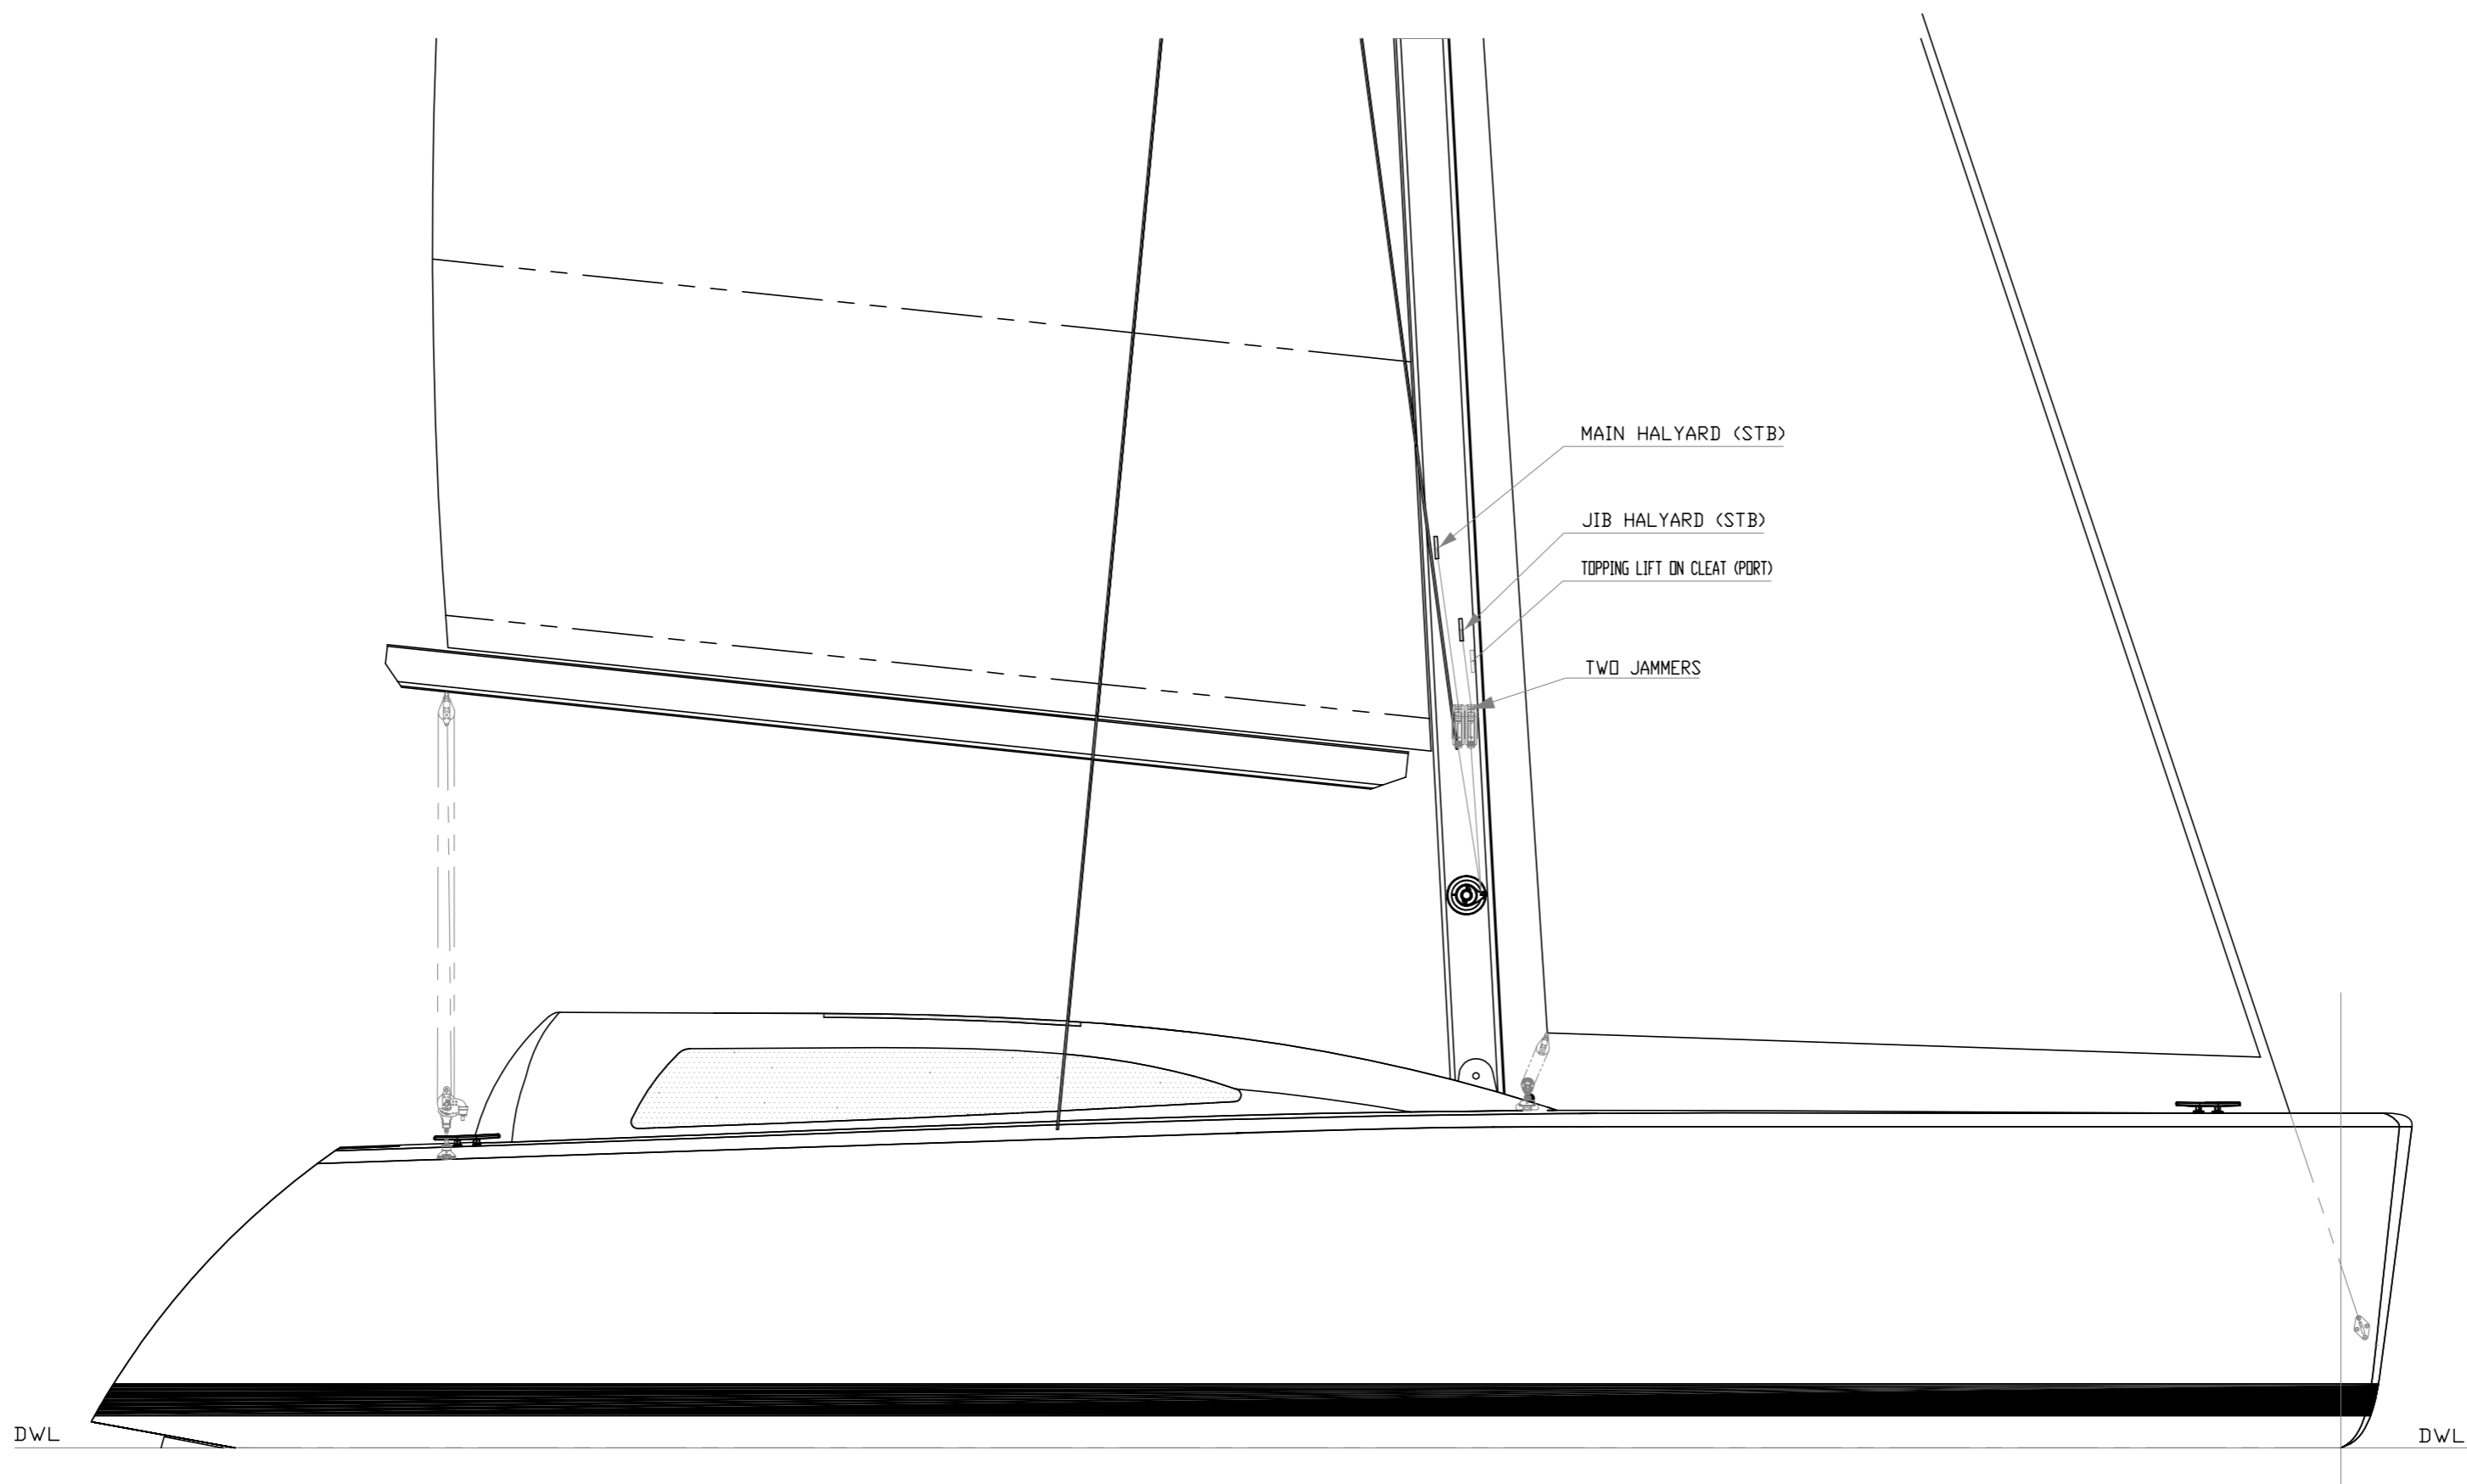 MAIN HALYARD (STB)
JIB HALYARD (STB)
TOPPING LIFT ON CLEAT (PORT)
TWO JAMMERS
DWL
DWL